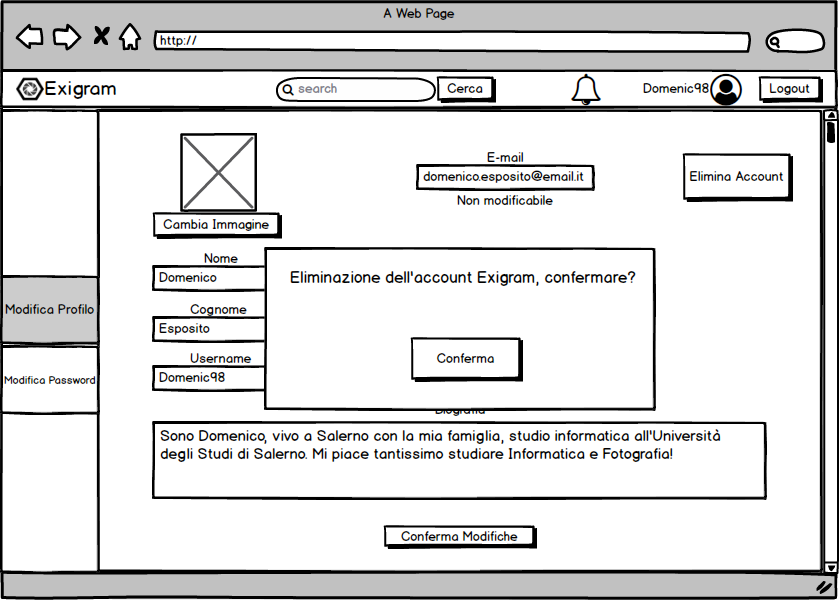 A Web Page
http://
Exigram
search
Cerca
Domenic98
Logout
E-mail
domenico.esposito@email.it
Non modificabile
Elimina Account
Cambia Immagine
Nome
Domenico
Eliminazione dell'account Exigram, confermare?
Modifica Profilo
Cognome
Esposito
Username
Domenic98
Conferma
Modifica Password
Biografia
Sono Domenico, vivo a Salerno con la mia famiglia, studio informatica all'Università
degli Studi di Salerno. Mi piace tantissimo studiare Informatica e Fotografia!
Conferma Modifiche